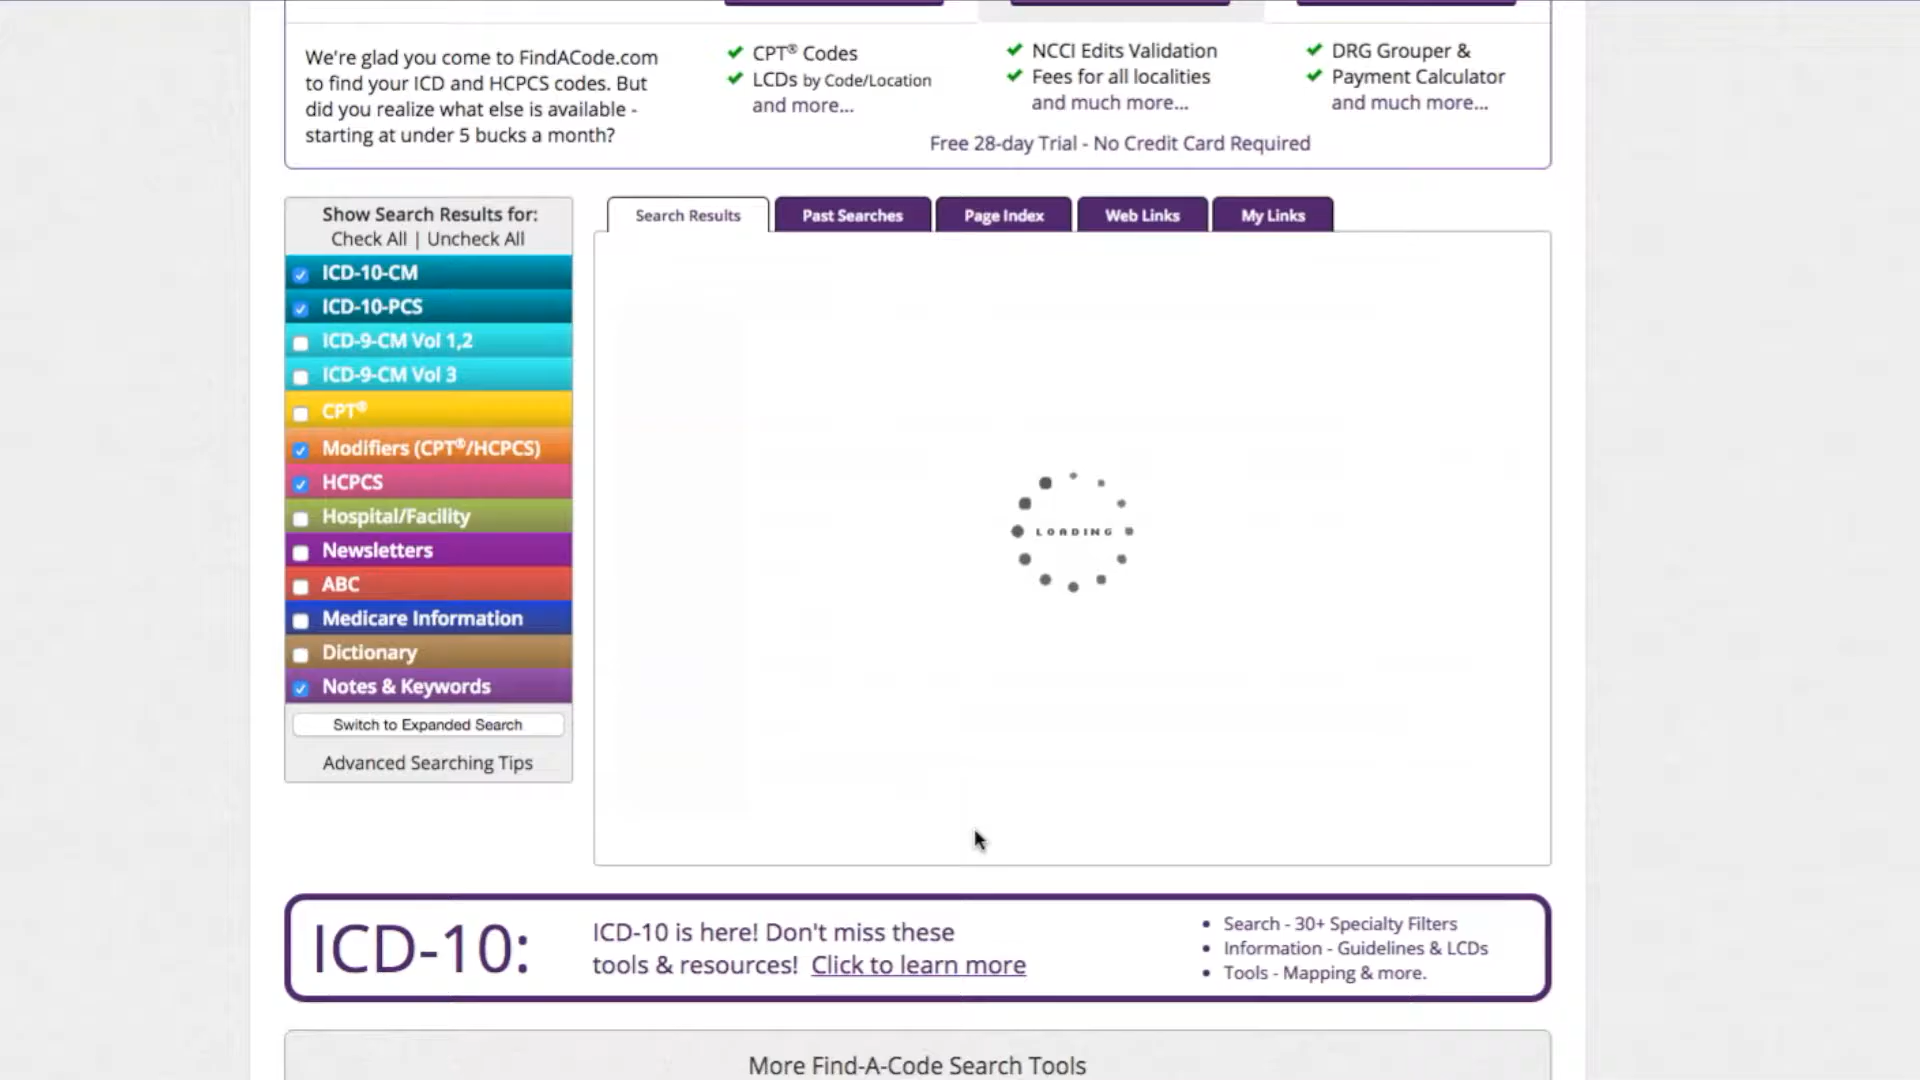 We're glad you come to FindACode.com
to find your ICD and HCPCS codes. But
did you realize what else is available -
starting at under 5 bucks a month?
CPT® Codes
LCDs by Code/Location
and more...
NCCI Edits Validation
Fees for all localities
and much more...
DRG Grouper &
Payment Calculator
and much more...
Free 28-day Trial - No Credit Card Required
Show Search Results for:
Check All | Uncheck All
ICD-10-CM
ICD-10-PCS
ICD-9-CM Vol 1,2
ICD-9-CM Vol 3
CPT®
Modifiers (CPT®/HCPCS)
HCPCS
Hospital/Facility
Newsletters
ABC
Medicare Information
Dictionary
Notes & Keywords
Switch to Expanded Search
Advanced Searching Tips
Search Results
Past Searches
Page Index
Web Links
My Links
LOADING
ICD-10:
ICD-10 is here! Don't miss these
tools & resources! Click to learn more
• Search - 30+ Specialty Filters
• Information - Guidelines & LCDs
• Tools - Mapping & more.
More Find-A-Code Search Tools